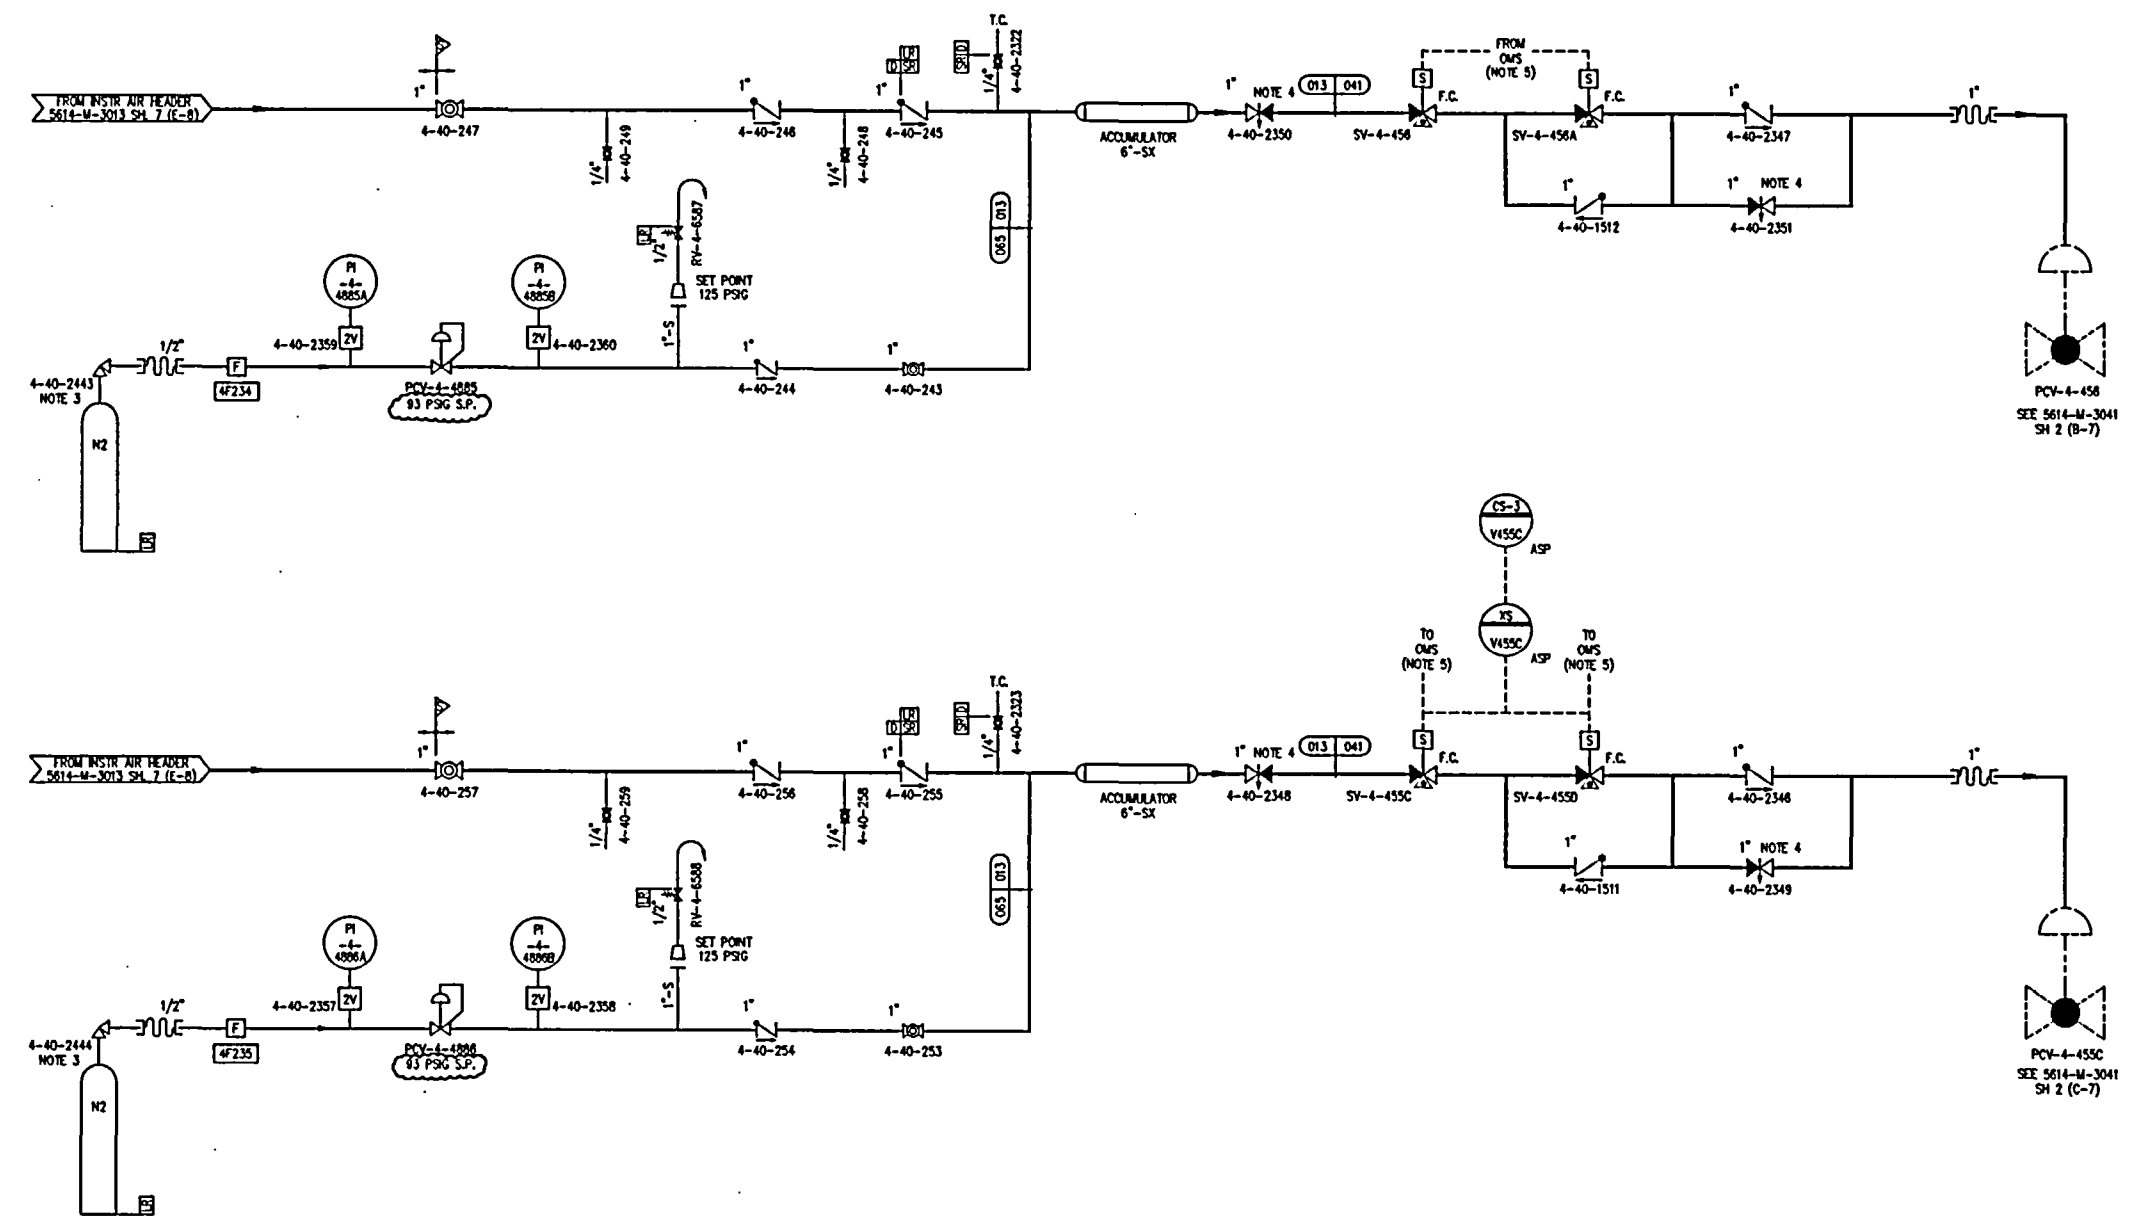 T.C.
4-40-2322
1/4"
SR D
LR
D SR
FROM
OMS
(NOTE 5)
1"
1"
1"
1"
NOTE 4
013 041
S
S
F.C.
F.C.
1"
1"
FROM INSTR AIR HEADER
5614-M-3013 SH. 7 (E-8)
4-40-247
4-40-246
4-40-245
ACCUMULATOR
6"-SX
4-40-2350
SV-4-456
SV-4-456A
4-40-2347
1/4"
4-40-249
1/4"
4-40-248
1"
1" NOTE 4
4-40-1512
4-40-2351
013
065
LR
1/2"
RV-4-6587
SET POINT
125 PSIG
PI
-4-
4885A
PI
-4-
4885B
4-40-2359
2V
2V
4-40-2360
1"-S
1/2"
1"
1"
4-40-2443
NOTE 3
F
4F234
PCV-4-4885
93 PSIG S.P.
4-40-244
4-40-243
PCV-4-456
SEE 5614-M-3041
SH 2 (B-7)
N2
LR
CS-3
V455C
ASP
XS
V455C
ASP
TO
OMS
(NOTE 5)
TO
OMS
(NOTE 5)
T.C.
4-40-2323
1/4"
SR D
LR
D SR
1"
1"
1"
1" NOTE 4
013 041
S
S
F.C.
F.C.
1"
1"
FROM INSTR AIR HEADER
5614-M-3013 SH. 7 (E-8)
4-40-257
4-40-256
4-40-255
ACCUMULATOR
6"-SX
4-40-2348
SV-4-455C
SV-4-455D
4-40-2346
1/4"
4-40-259
1/4"
4-40-258
1"
1" NOTE 4
4-40-1511
4-40-2349
013
065
LR
1/2"
RV-4-6588
SET POINT
125 PSIG
PI
-4-
4886A
PI
-4-
4886B
4-40-2357
2V
2V
4-40-2358
1"-S
1/2"
1"
1"
4-40-2444
NOTE 3
F
4F235
PCV-4-4886
93 PSIG S.P.
4-40-254
4-40-253
PCV-4-455C
SEE 5614-M-3041
SH 2 (C-7)
N2
LR